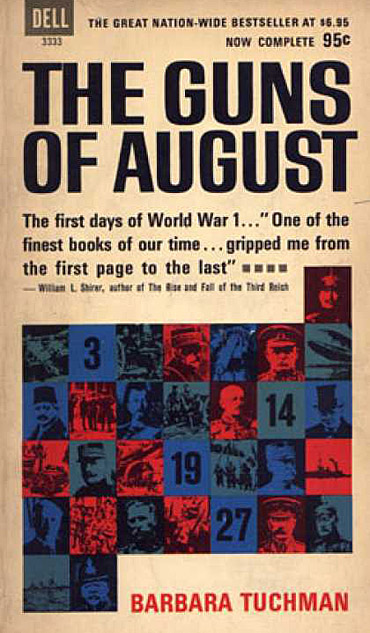 DELL
3333
THE GREAT NATION-WIDE BESTSELLER AT $6.95
NOW COMPLETE 95c
THE GUNS
OF AUGUST
The first days of World War 1..." One of the
finest books of our time...gripped me from
the first page to the last"
— William L. Shirer, author of The Rise and Fall of the Third Reich
3
14
19
27
BARBARA TUCHMAN